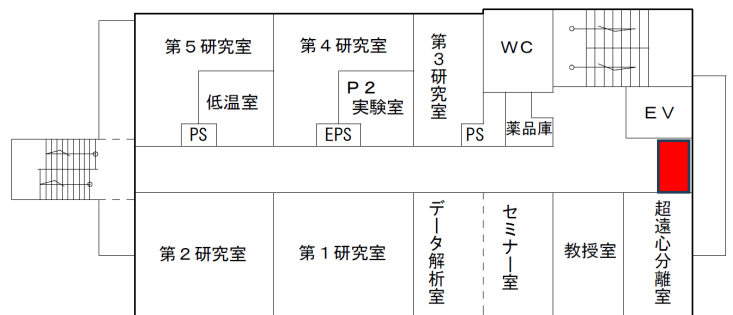 第５研究室
第４研究室
第３研究室
ＷＣ
低温室
Ｐ２
実験室
ＥＶ
PS
EPS
PS
薬品庫
第２研究室
第１研究室
データ解析室
セミナー室
教授室
超遠心分離室